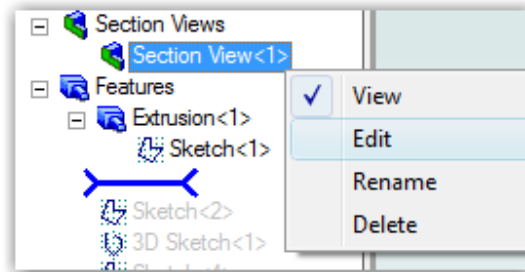 Section Views
Section View<1>
Features
Extrusion<1>
Sketch<1>
Sketch<2>
3D Sketch<1>
View
Edit
Rename
Delete